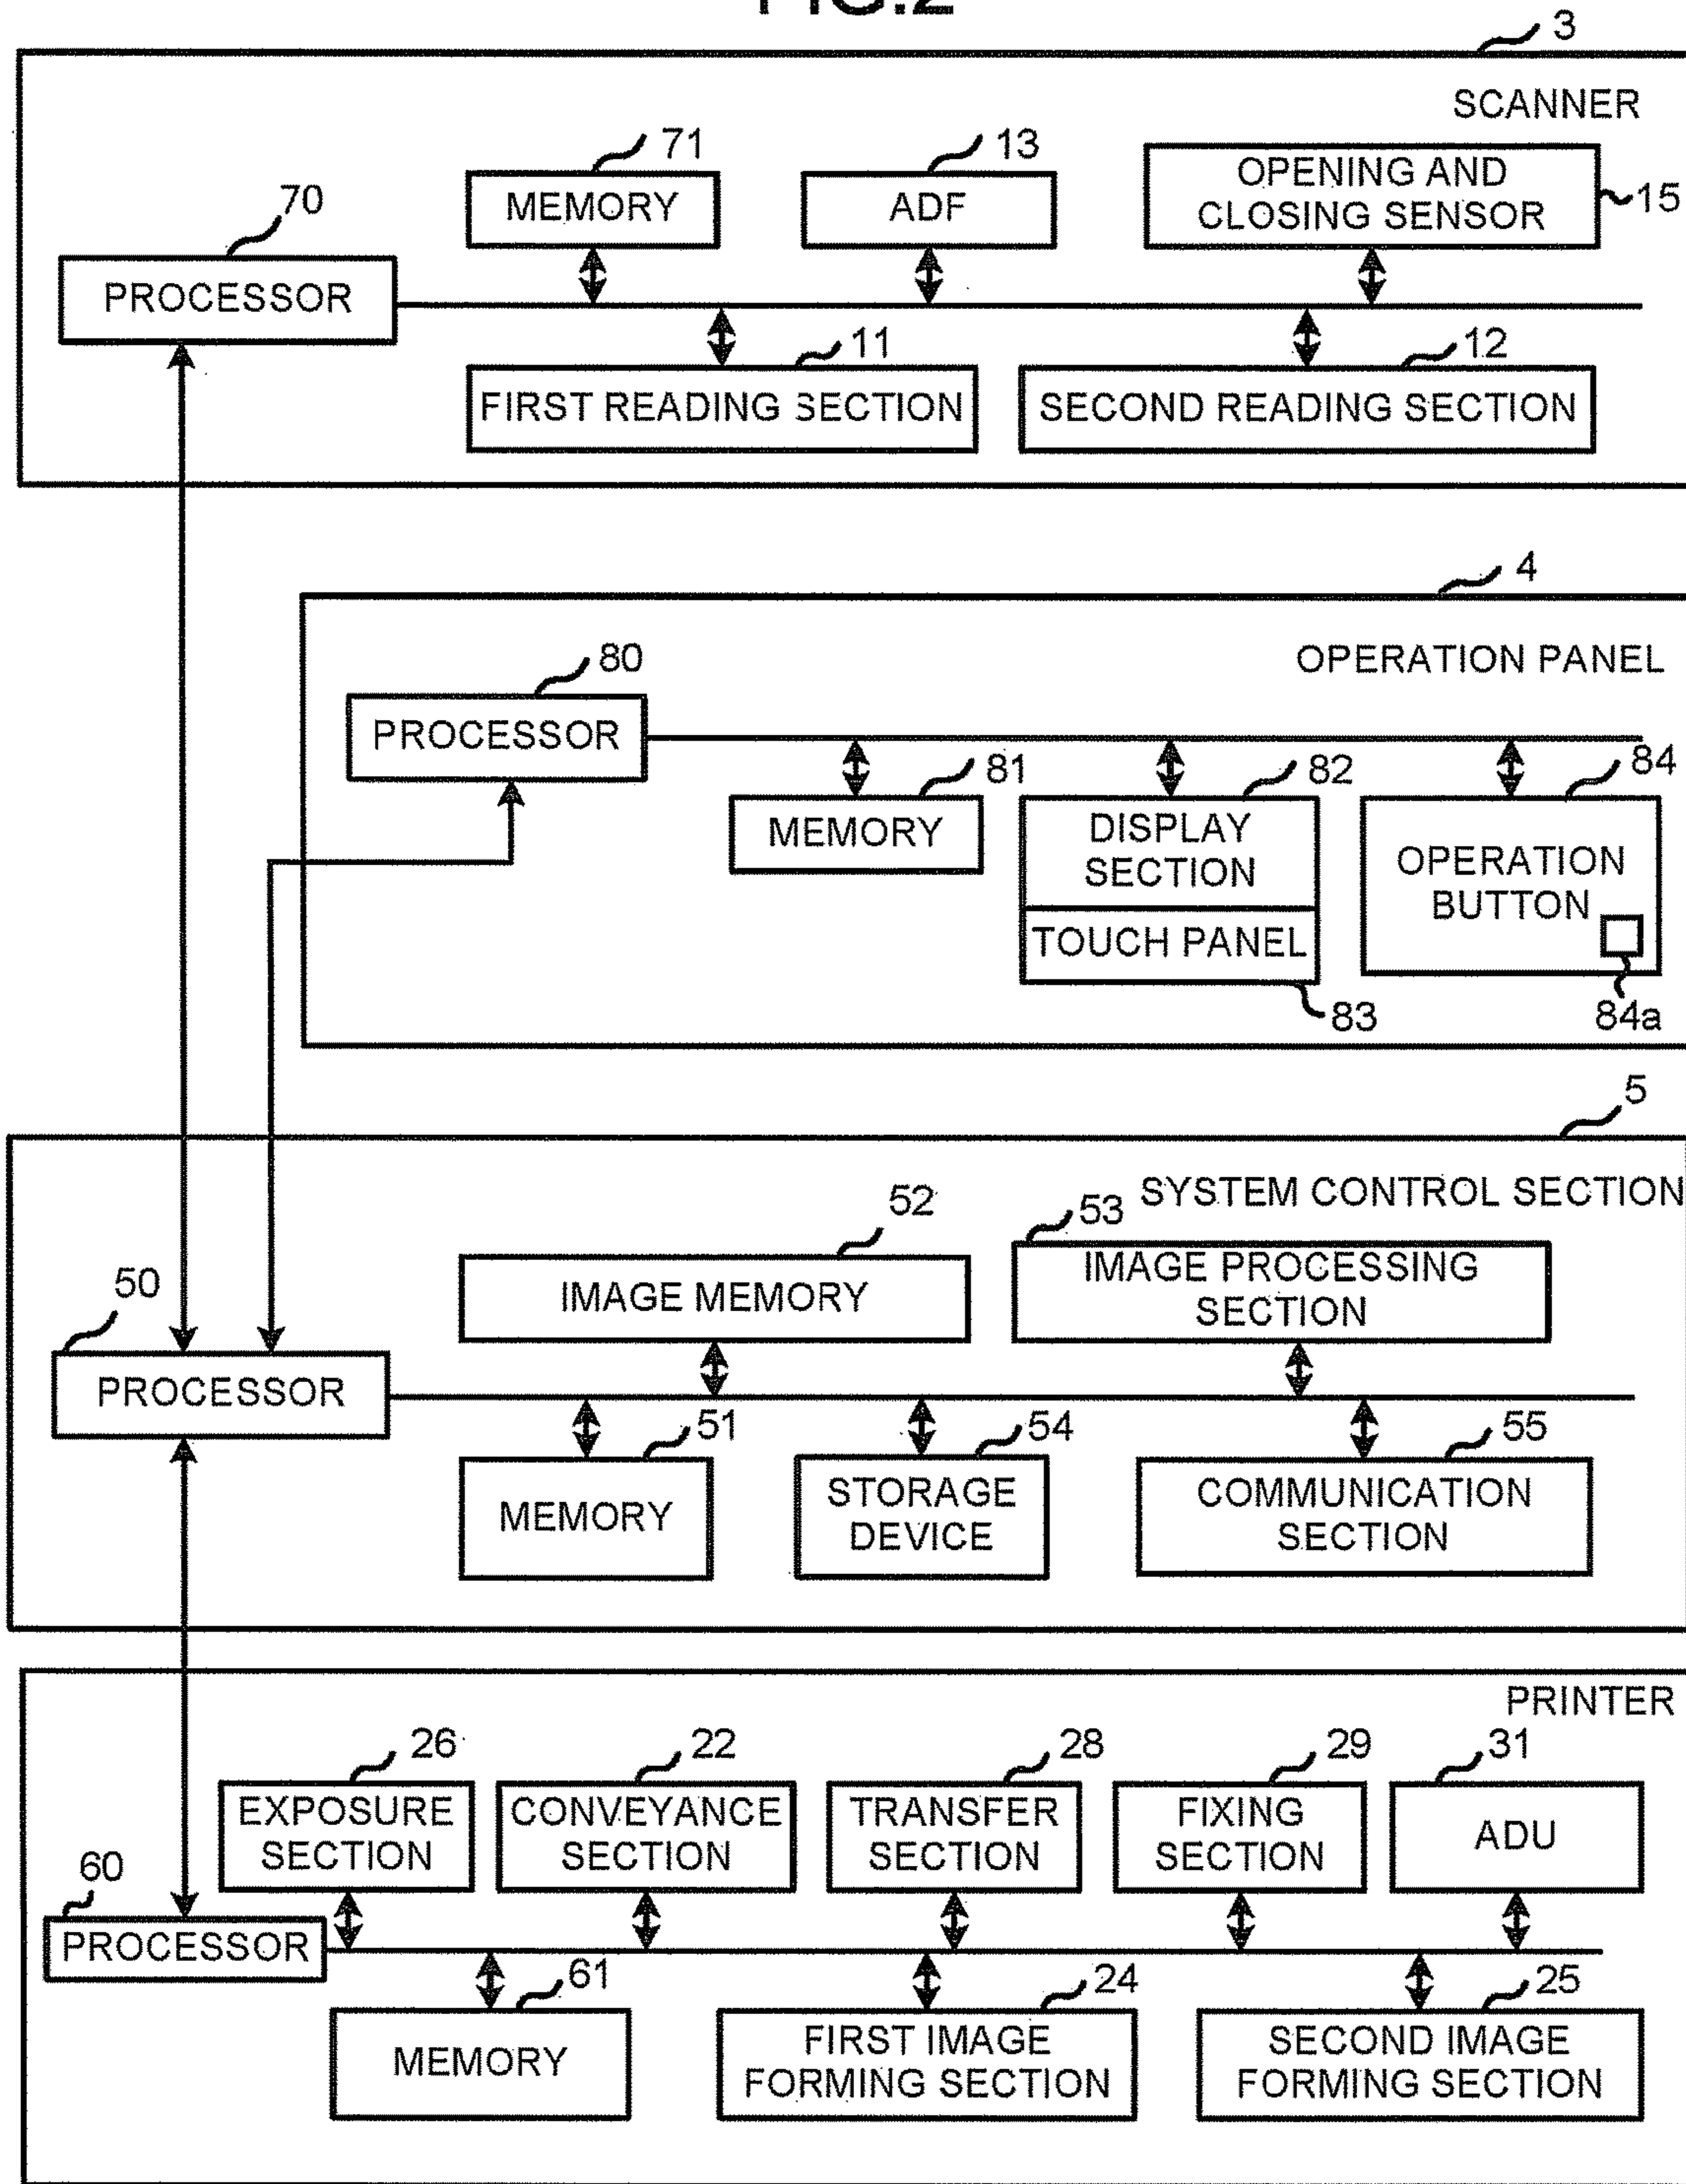 FIG.2
3
SCANNER
71
13
OPENING AND
CLOSING SENSOR
15
70
MEMORY
ADF
PROCESSOR
11
12
FIRST READING SECTION
SECOND READING SECTION
4
OPERATION PANEL
80
PROCESSOR
81
82
84
MEMORY
DISPLAY
SECTION
OPERATION
BUTTON
TOUCH PANEL
83
84a
5
SYSTEM CONTROL SECTION
52
53
50
IMAGE MEMORY
IMAGE PROCESSING
SECTION
PROCESSOR
51
54
55
MEMORY
STORAGE
DEVICE
COMMUNICATION
SECTION
PRINTER
26
22
28
29
31
EXPOSURE
SECTION
CONVEYANCE
SECTION
TRANSFER
SECTION
FIXING
SECTION
ADU
60
PROCESSOR
61
24
25
MEMORY
FIRST IMAGE
FORMING SECTION
SECOND IMAGE
FORMING SECTION